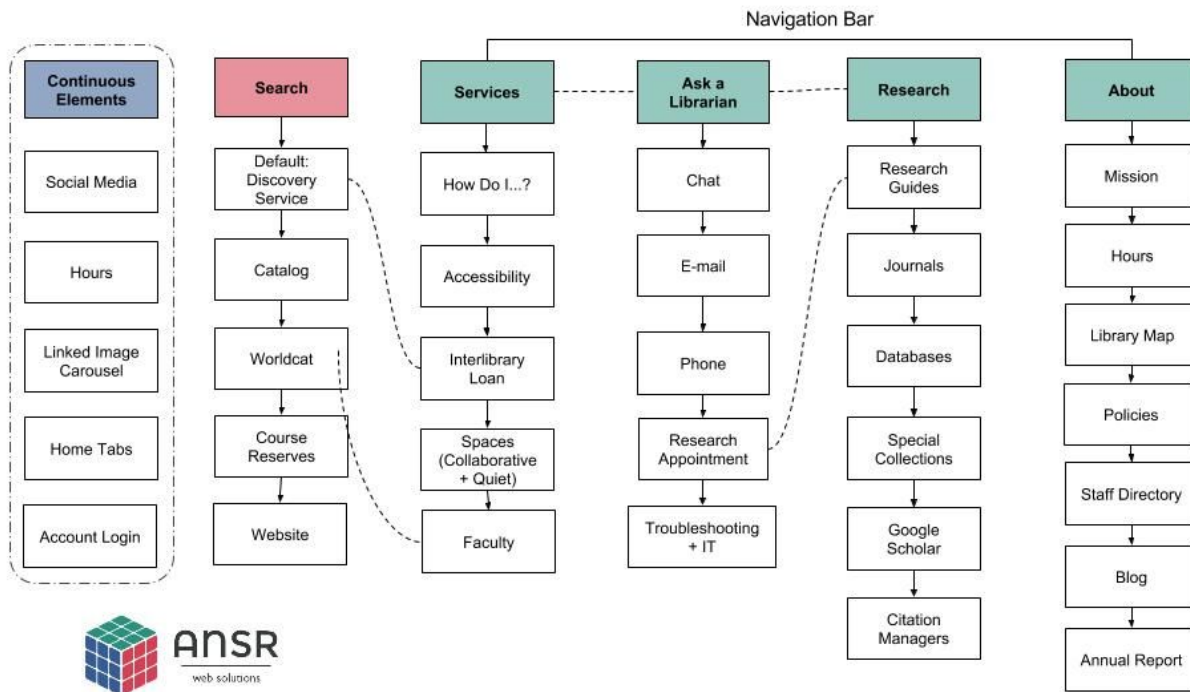 Navigation Bar
Continuous
Elements
Social Media
Hours
Linked Image
Carousel
Home Tabs
Account Login
Search
Default:
Discovery
Service
Catalog
Worldcat
Course
Reserves
Website
Services
How Do I...?
Accessibility
Interlibrary
Loan
Spaces
(Collaborative
+ Quiet)
Faculty
Ask a
Librarian
Chat
E-mail
Phone
Research
Appointment
Troubleshooting
+ IT
Research
Research
Guides
Journals
Databases
Special
Collections
Google
Scholar
Citation
Managers
About
Mission
Hours
Library Map
Policies
Staff Directory
Blog
Annual Report
ANSR
web solutions